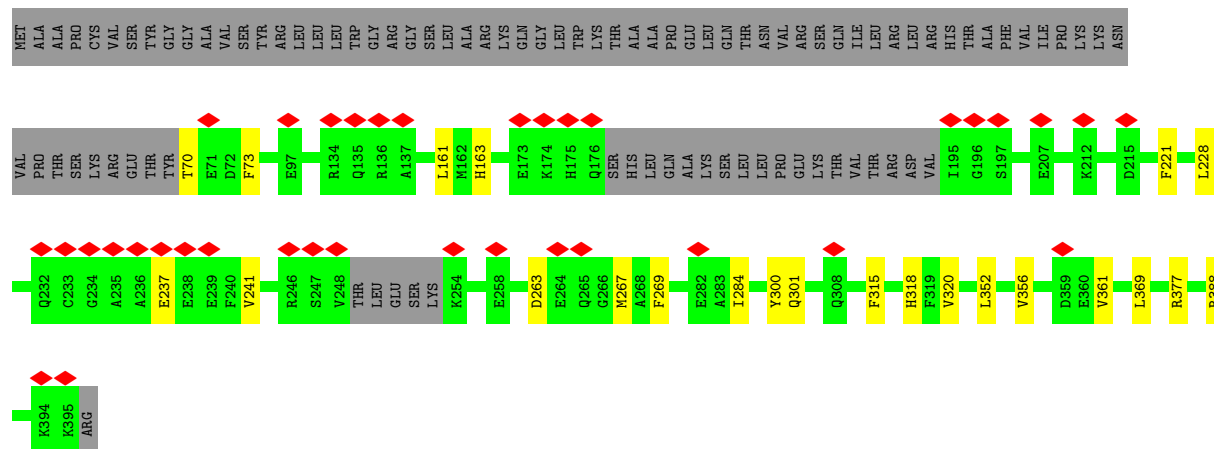 MET ALA ALA PRO CYS VAL SER TYR GLY GLY ALA VAL SER TYR ARG LEU LEU LEU TRP GLY ARG GLY SER LEU ALA ARG LYS GLN GLY LEU TRP LYS THR ALA ALA PRO GLU LEU GLN THR ASN VAL ARG SER GLN ILE LEU ARG LEU ARG HIS THR ALA PHE VAL ILE PRO LYS LYS ASN
VAL PRO THR SER LYS ARG GLU THR TYR T70 E71 D72 F73 E97 R134 Q135 R136 A137 L161 M162 H163 E173 K174 H175 Q176 SER HIS LEU GLN ALA LYS SER LEU LEU PRO GLU LYS THR VAL THR ARG ASP VAL I195 G196 S197 E207 K212 D215 F221 L228
Q232 C233 G234 A235 A236 E237 E238 E239 F240 V241 R246 S247 V248 THR LEU GLU SER LYS K254 E258 D263 E264 Q265 G266 M267 A268 F269 E282 A283 I284 Y300 Q301 Q308 F315 H318 F319 V320 L352 V356 D359 E360 V361 L369 R377
K394 K395 ARG